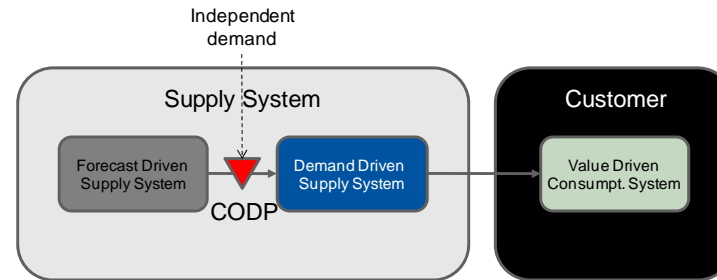 Independent
demand
Supply System
Customer
Forecast Driven
Supply System
Demand Driven
Supply System
Value Driven
Consumpt. System
CODP